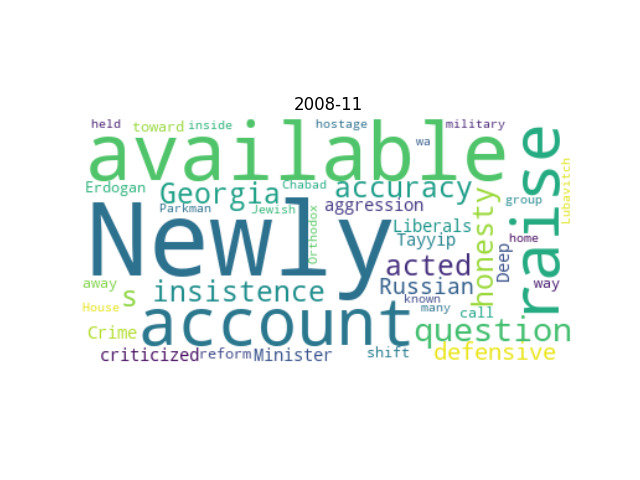 2008-11
held
toward
inside
hostage
military
available
wa
raise
Lubavitch
Erdogan
Georgia
Chabad
accuracy
honesty
group
Newly
Parkman
Jewish
Orthodox
aggression
Liberals
Tayyip
Deep
home
acted
away
s
insistence
Russian
way
House
account
known
many
call
Crime
question
criticized
reform
Minister
shift
defensive